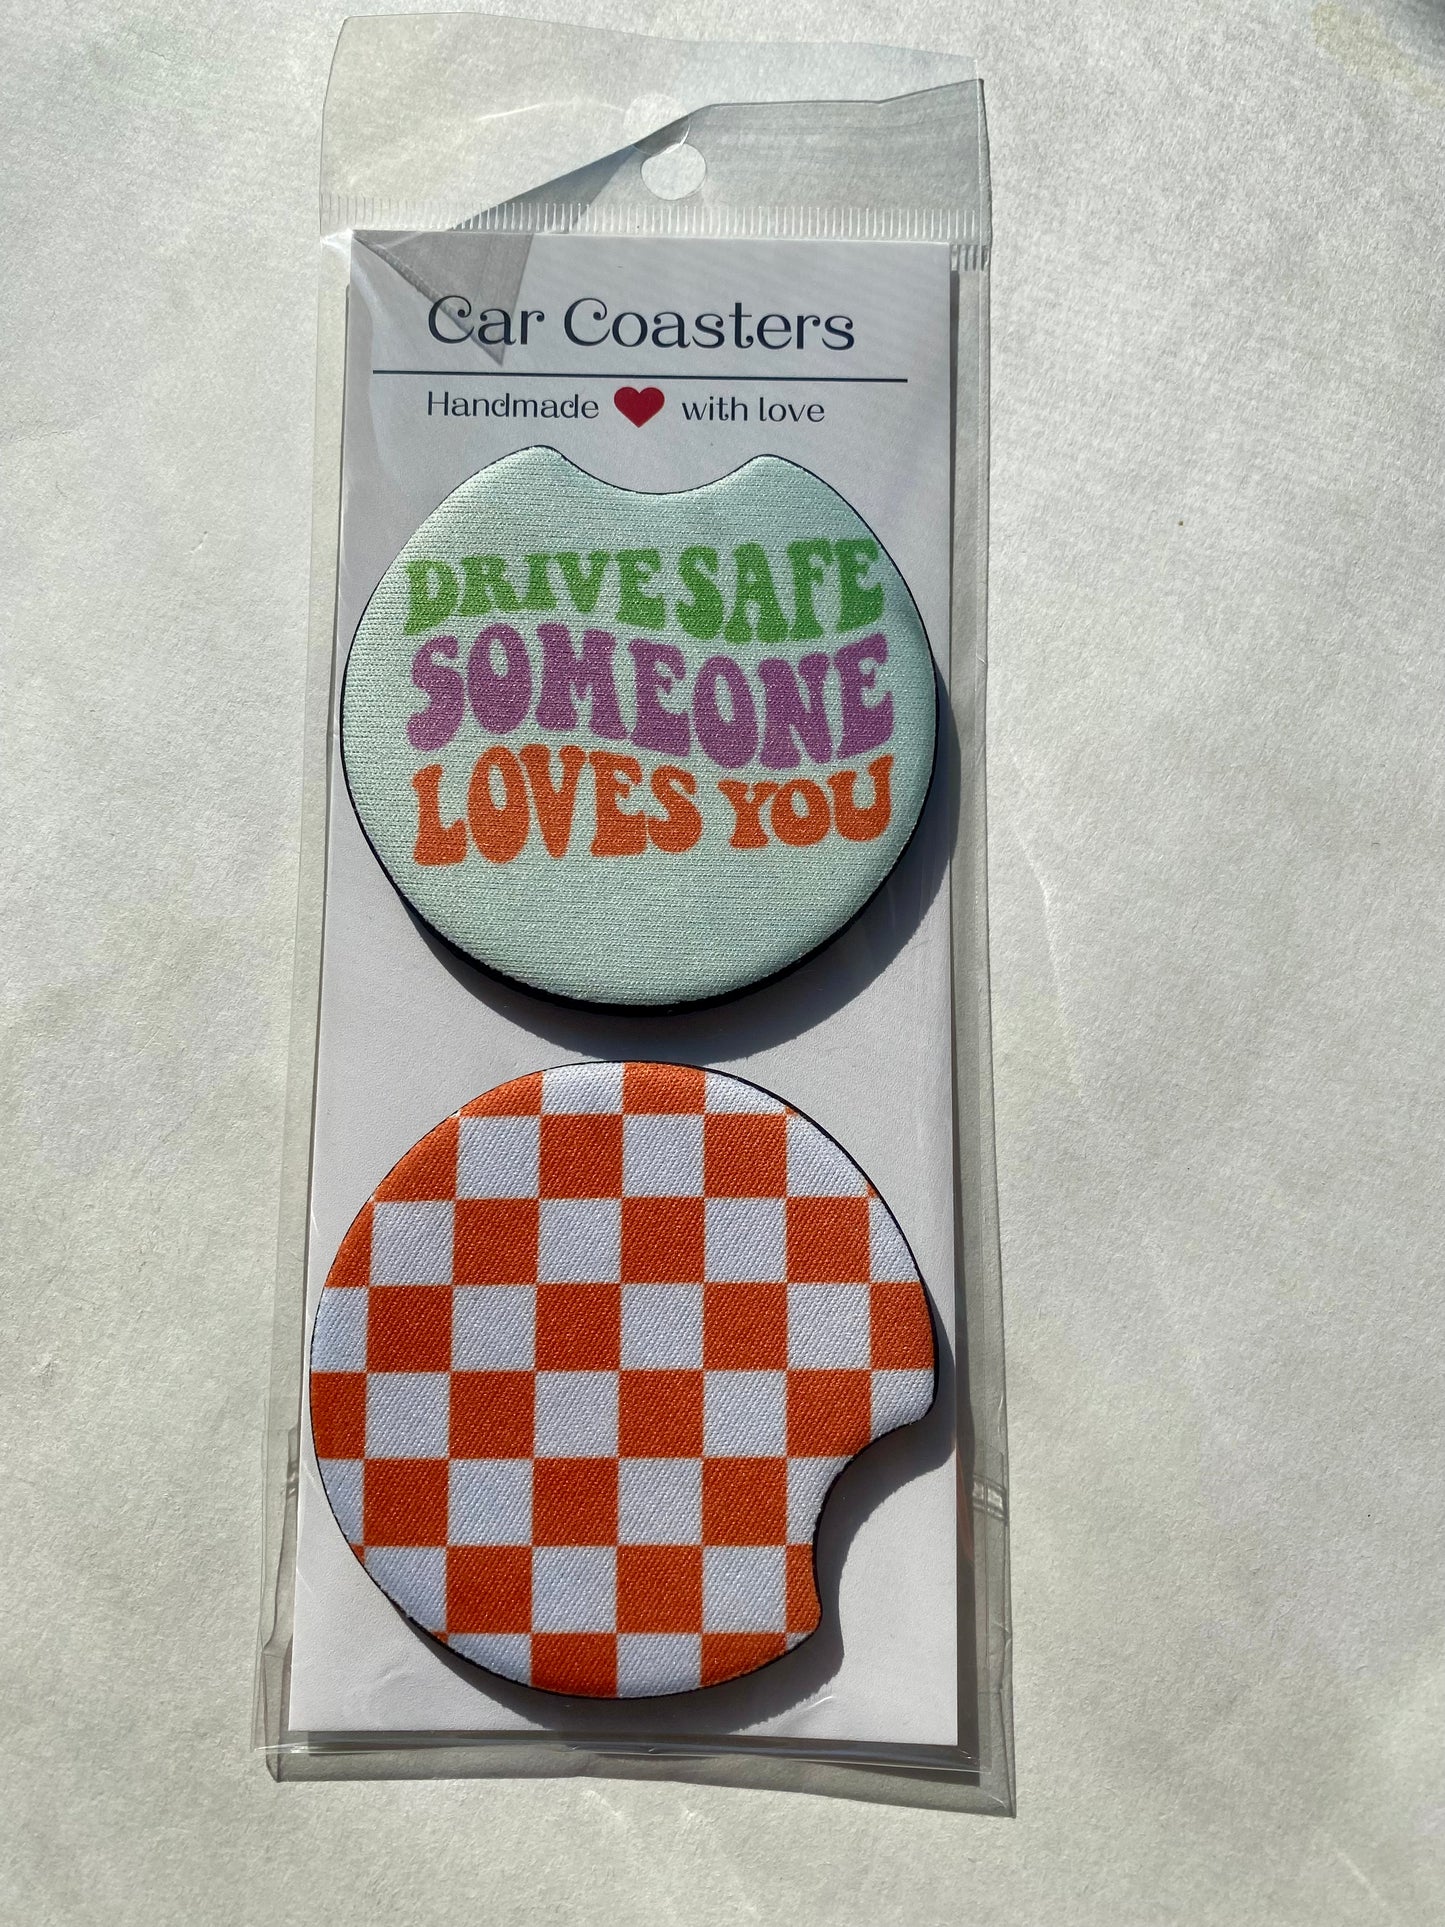 Car Coasters
Handmade with love
DRIVE SAFE
SOMEONE
LOVES YOU